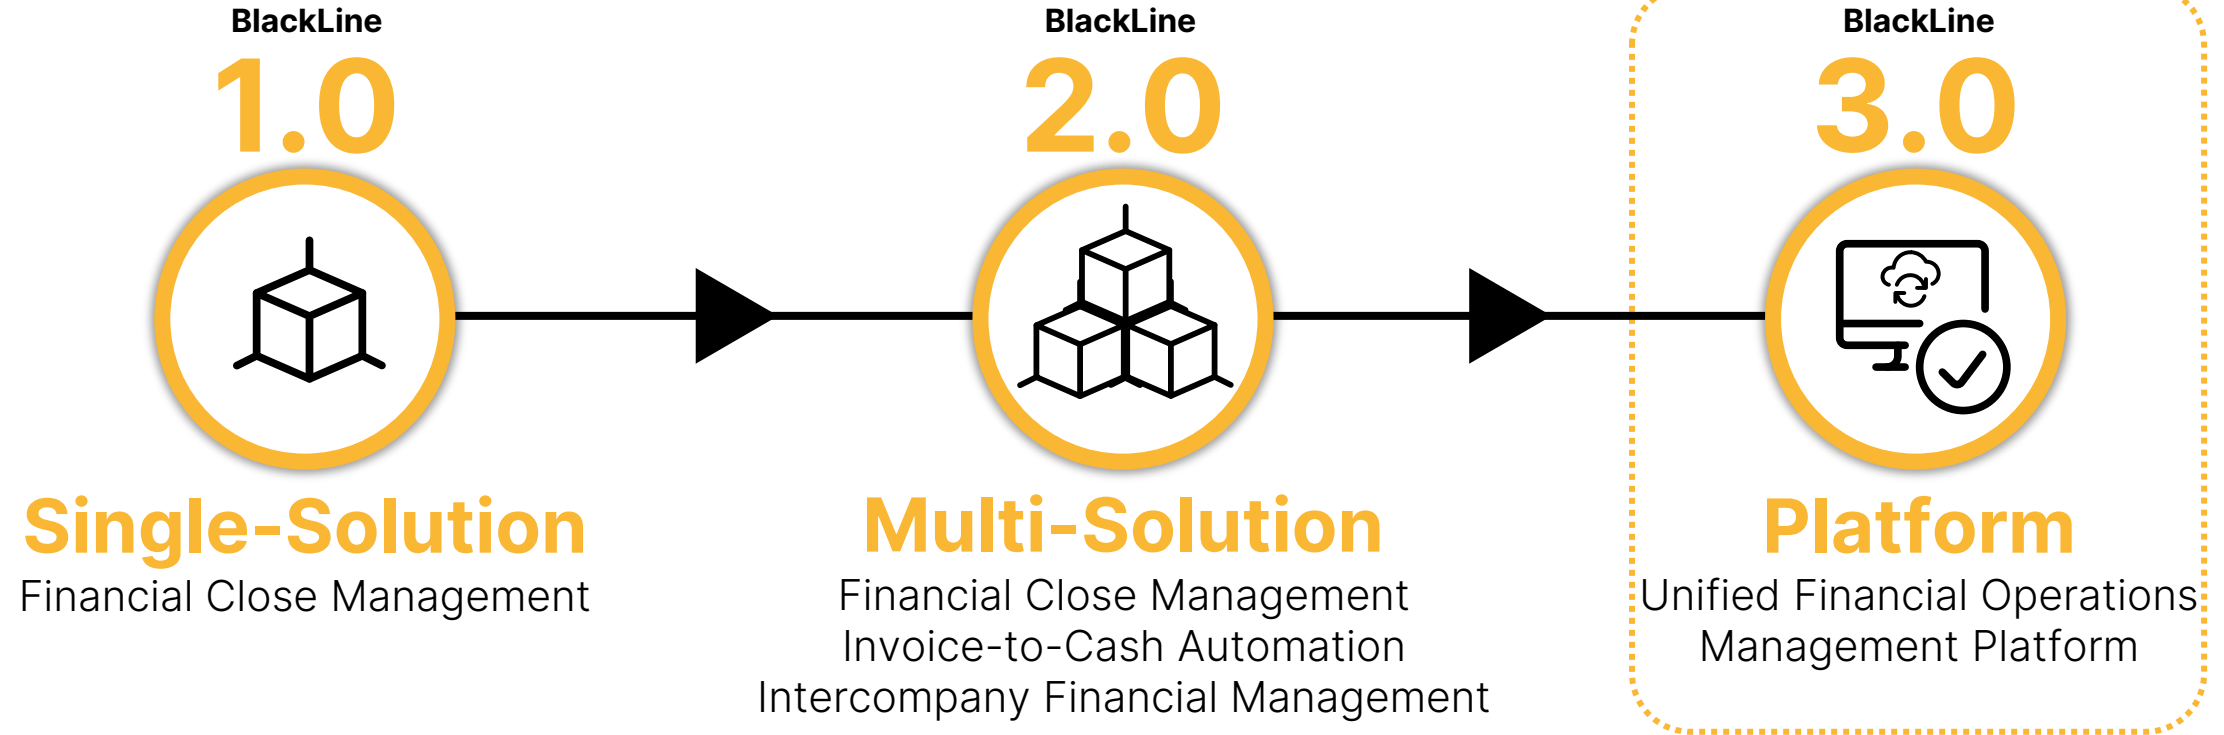 BlackLine
1.0
Single-Solution
Financial Close Management
BlackLine
2.0
Multi-Solution
Financial Close Management
Invoice-to-Cash Automation
Intercompany Financial Management
BlackLine
3.0
Platform
Unified Financial Operations
Management Platform